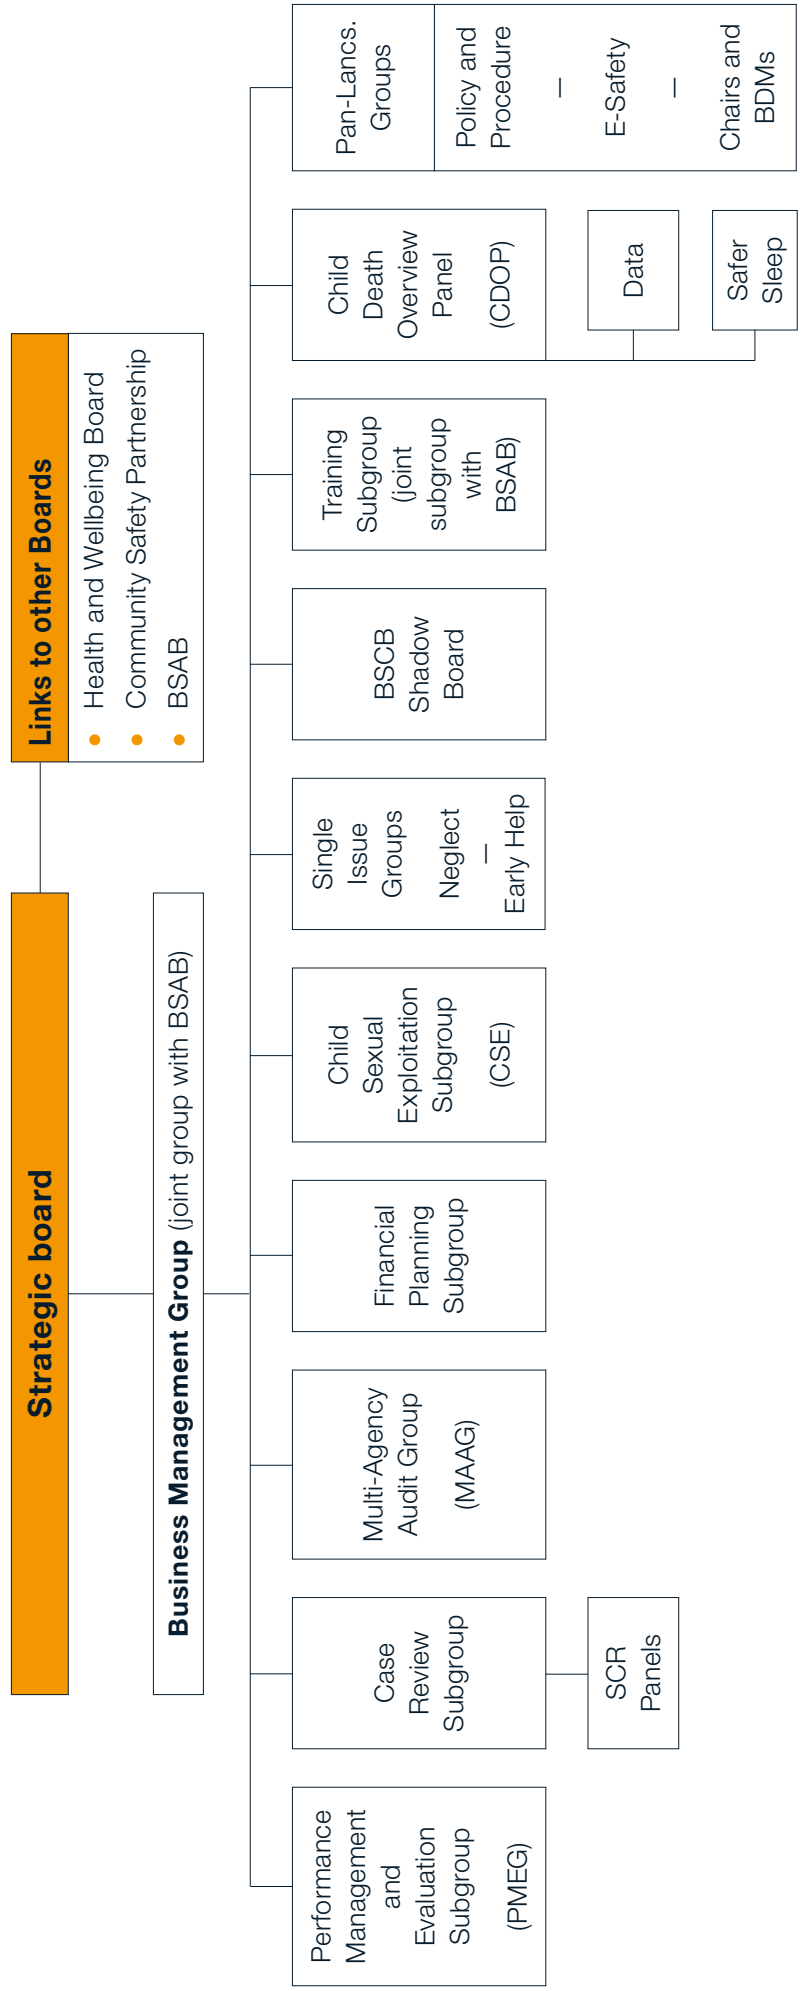 Strategic board
Links to other Boards
• Health and Wellbeing Board
• Community Safety Partnership
• BSAB
Business Management Group (joint group with BSAB)
Performance
Management
and
Evaluation
Subgroup
(PMEG)
Case
Review
Subgroup
SCR
Panels
Multi-Agency
Audit Group
(MAAG)
Financial
Planning
Subgroup
Child
Sexual
Exploitation
Subgroup
(CSE)
Single
Issue
Groups
Neglect
–
Early Help
BSCB
Shadow
Board
Training
Subgroup
(joint
subgroup
with
BSAB)
Child
Death
Overview
Panel
(CDOP)
Data
Safer
Sleep
Pan-Lancs.
Groups
Policy and
Procedure
–
E-Safety
–
Chairs and
BDMs